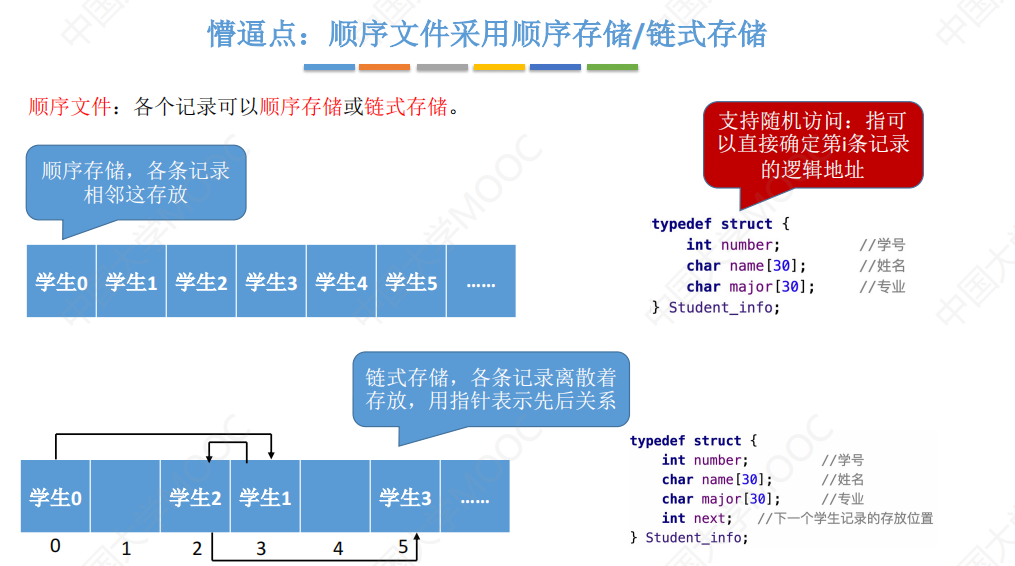 懵逼点：顺序文件采用顺序存储/链式存储
顺序文件：各个记录可以顺序存储或链式存储。
顺序存储，各条记录
相邻这存放
学生0 学生1 学生2 学生3 学生4 学生5 ……
支持随机访问：指可
以直接确定第i条记录
的逻辑地址
typedef struct {
int number; //学号
char name[30]; //姓名
char major[30]; //专业
} Student_info;
链式存储，各条记录离散着
存放，用指针表示先后关系
学生0 学生2 学生1 学生3 ……
0 1 2 3 4 5
typedef struct {
int number; //学号
char name[30]; //姓名
char major[30]; //专业
int next; //下一个学生记录的存放位置
} Student_info;
中国大学MOOC